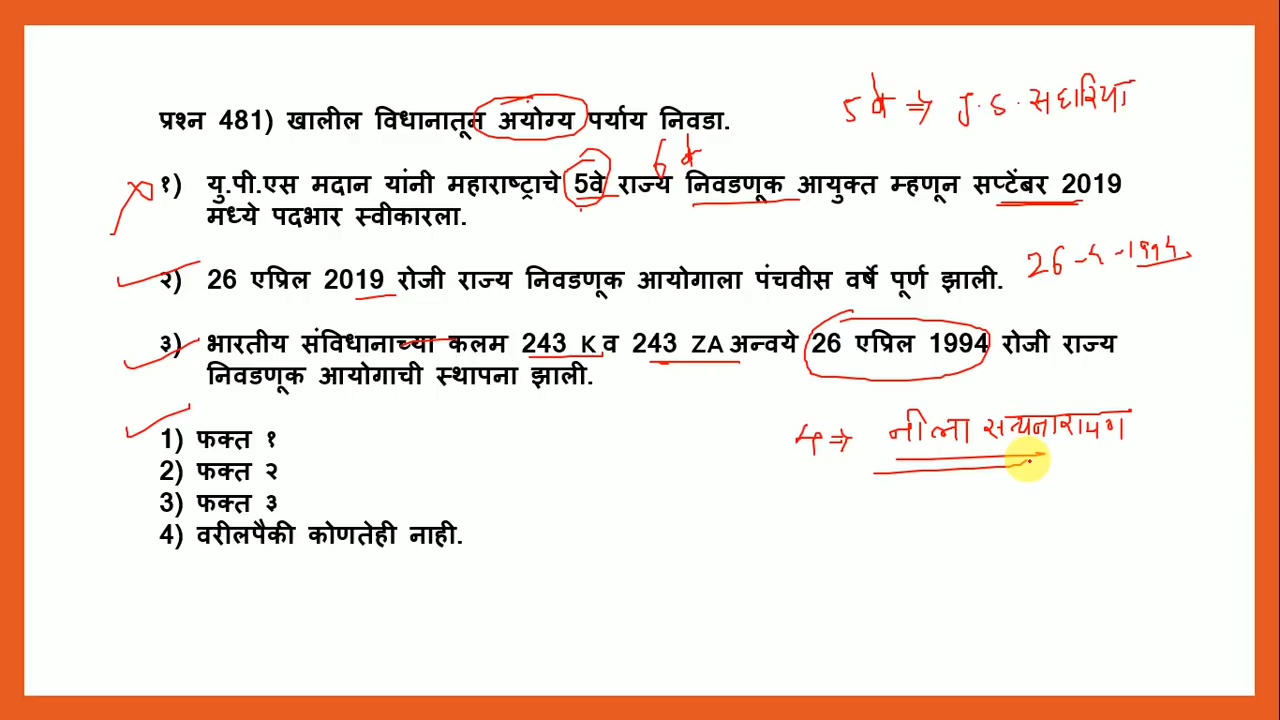 5 वे ⇒ J.S. सहारिया
प्रश्न 481) खालील विधानातून अयोग्य पर्याय निवडा.
6 वे
१) यु.पी.एस मदान यांनी महाराष्ट्राचे 5वे राज्य निवडणूक आयुक्त म्हणून सप्टेंबर 2019
मध्ये पदभार स्वीकारला.
26-4-1994
२) 26 एप्रिल 2019 रोजी राज्य निवडणूक आयोगाला पंचवीस वर्षे पूर्ण झाली.
३) भारतीय संविधानाच्या कलम 243 K व 243 ZA अन्वये 26 एप्रिल 1994 रोजी राज्य
निवडणूक आयोगाची स्थापना झाली.
1) फक्त १
4 ⇒ नीला सत्यनारायण
2) फक्त २
3) फक्त ३
4) वरीलपैकी कोणतेही नाही.